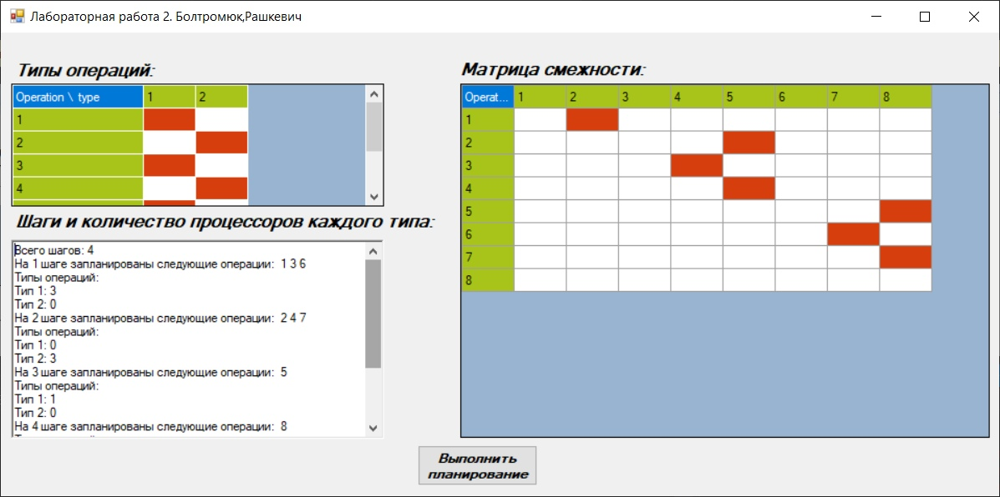 Лабораторная работа 2. Болтромюк,Рашкевич
Типы операций:
Operation \ type 1 2
1
2
3
4
Шаги и количество процессоров каждого типа:
Всего шагов: 4
На 1 шаге запланированы следующие операции: 1 3 6
Типы операций:
Тип 1: 3
Тип 2: 0
На 2 шаге запланированы следующие операции: 2 4 7
Типы операций:
Тип 1: 0
Тип 2: 3
На 3 шаге запланированы следующие операции: 5
Типы операций:
Тип 1: 1
Тип 2: 0
На 4 шаге запланированы следующие операции: 8
Матрица смежности:
Operat... 1 2 3 4 5 6 7 8
1
2
3
4
5
6
7
8
Выполнить
планирование